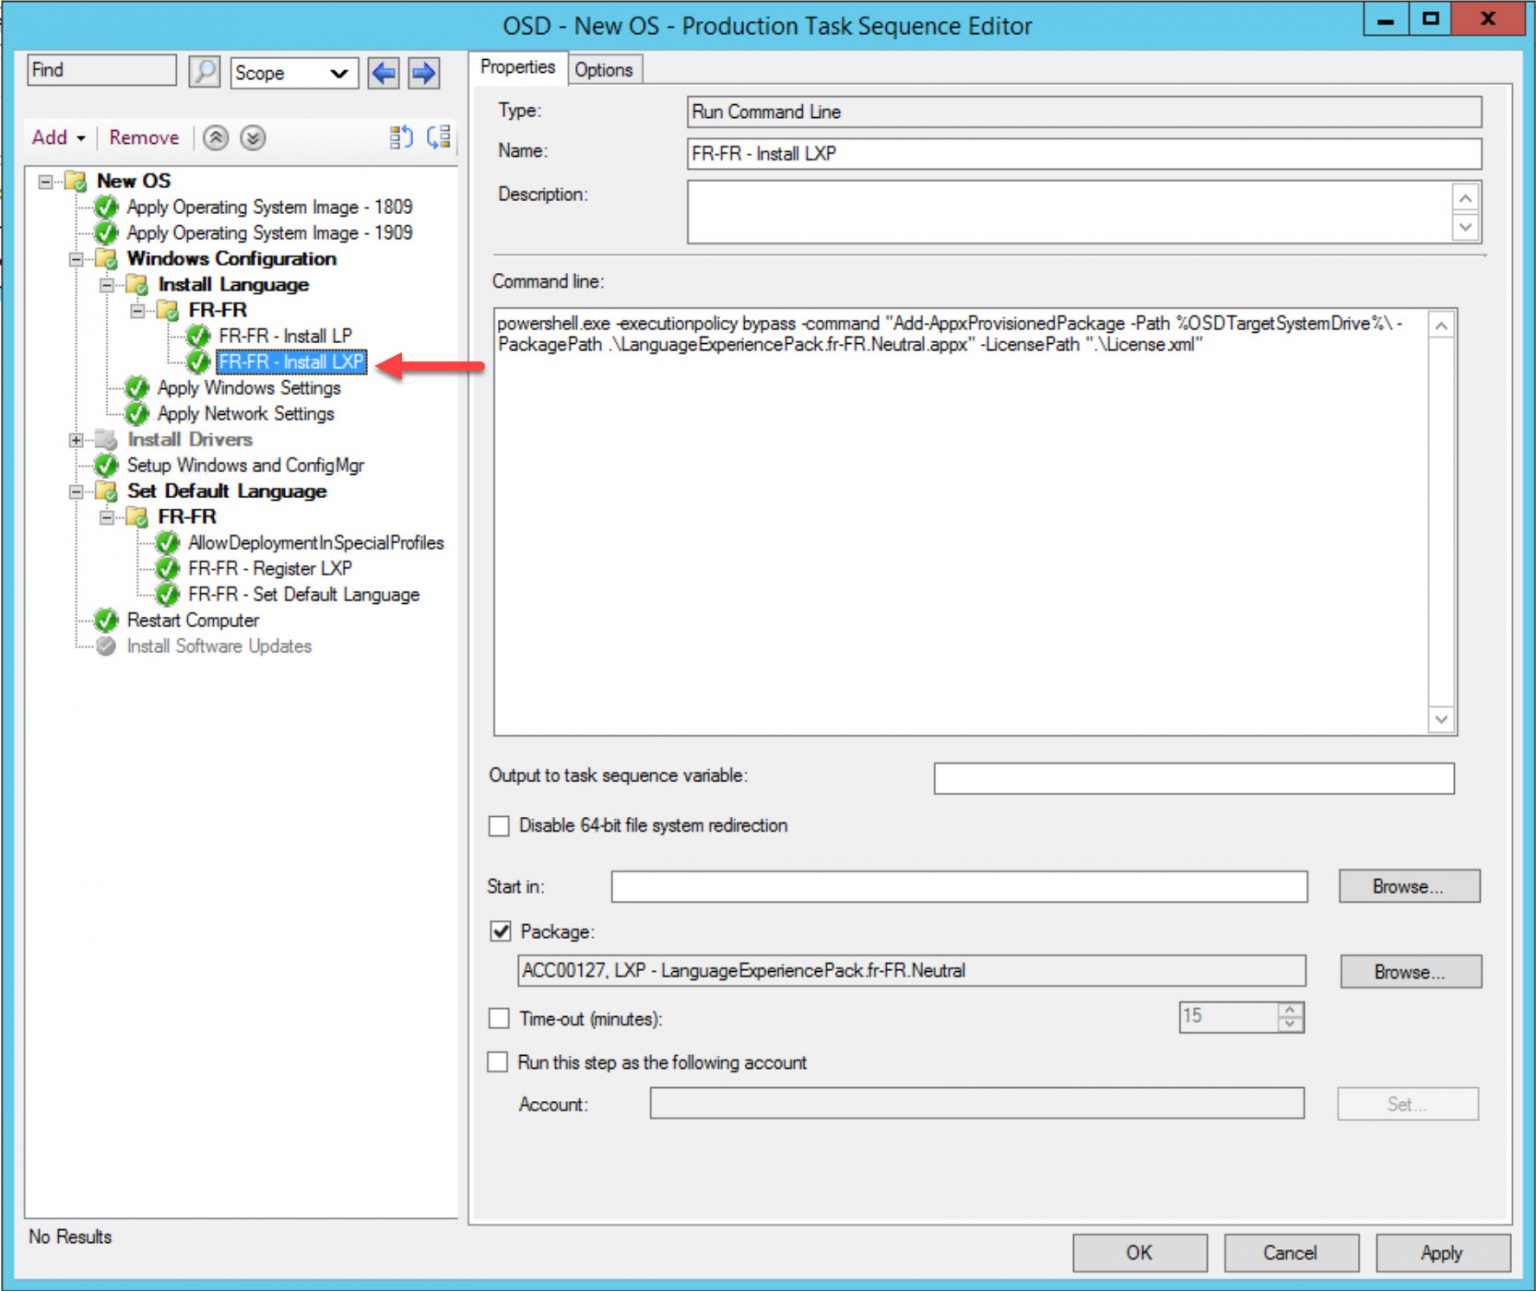 OSD - New OS - Production Task Sequence Editor
X
Find
Scope
Add
Remove
New OS
Apply Operating System Image - 1809
Apply Operating System Image - 1909
Windows Configuration
Install Language
FR-FR
FR-FR - Install LP
FR-FR - Install LXP
Apply Windows Settings
Apply Network Settings
Install Drivers
Setup Windows and ConfigMgr
Set Default Language
FR-FR
AllowDeploymentInSpecialProfiles
FR-FR - Register LXP
FR-FR - Set Default Language
Restart Computer
Install Software Updates
No Results
Properties
Options
Type:
Run Command Line
Name:
FR-FR - Install LXP
Description:
Command line:
powershell.exe -executionpolicy bypass -command "Add-AppxProvisionedPackage -Path %OSDTargetSystemDrive%\ -
PackagePath .\LanguageExperiencePack.fr-FR.Neutral.appx" -LicensePath ".\License.xml"
Output to task sequence variable:
Disable 64-bit file system redirection
Start in:
Browse...
Package:
ACC00127, LXP - LanguageExperiencePack.fr-FR.Neutral
Browse...
Time-out (minutes):
15
Run this step as the following account
Account:
Set...
OK
Cancel
Apply